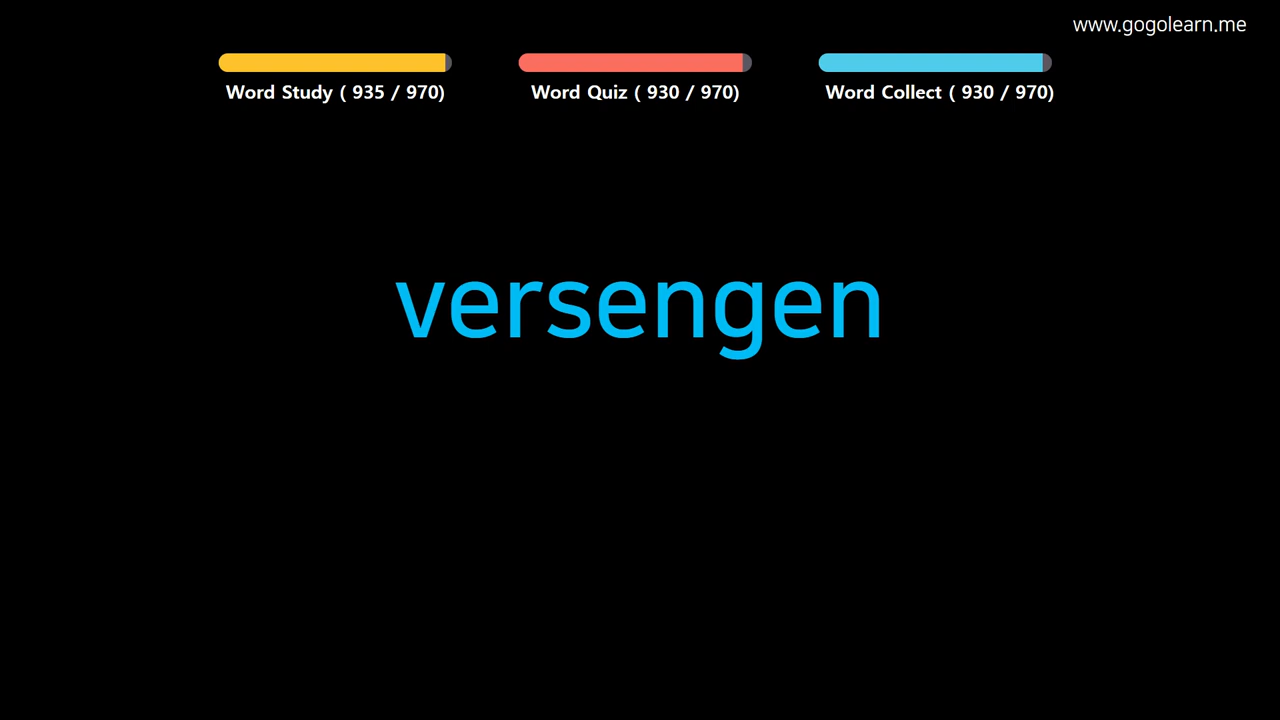 www.gogolearn.me
Word Study ( 935 / 970)
Word Quiz ( 930 / 970)
Word Collect ( 930 / 970)
versengen